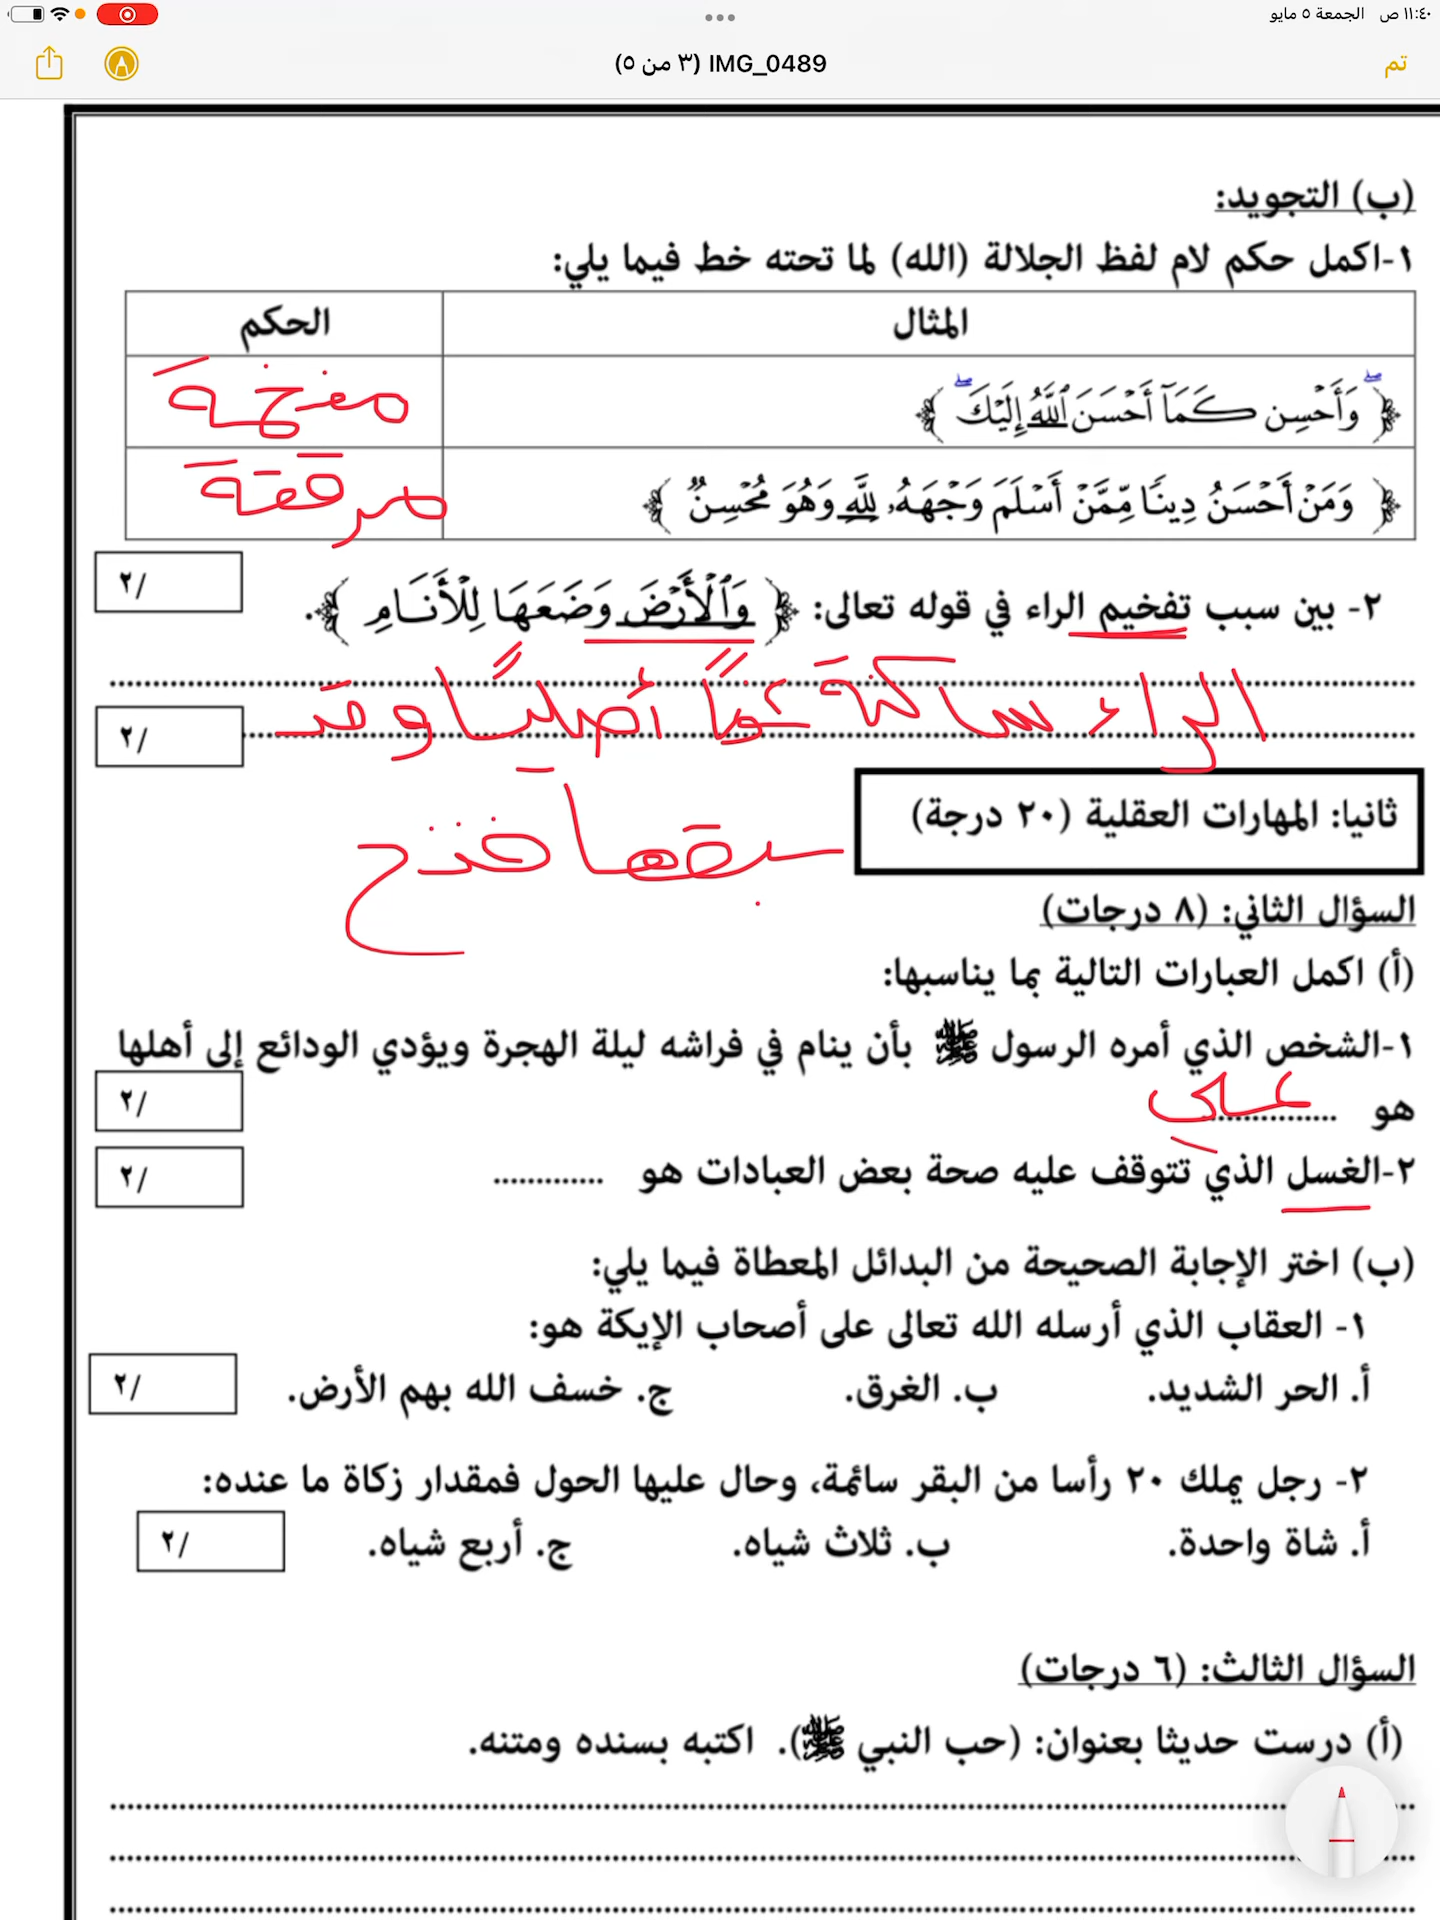 ١١:٤٠ ص الجمعة ٥ مايو
تم
IMG_0489 (٣ من ٥)
(ب) التجويد:
١-اكمل حكم لام لفظ الجلالة (الله) لما تحته خط فيما يلي:
المثال الحكم
﴿ وَأَحْسِن كَمَآ أَحْسَنَ ٱللَّهُ إِلَيْكَ ۖ ﴾ مفخمة
﴿ وَمَنْ أَحْسَنُ دِينًا مِّمَّنْ أَسْلَمَ وَجْهَهُۥ لِلَّهِ وَهُوَ مُحْسِنٌ ﴾ مرققة
٢- بين سبب تفخيم الراء في قوله تعالى: ﴿ وَٱلْأَرْضَ وَضَعَهَا لِلْأَنَامِ ﴾.
/٢
الراء ساكنة سكونًا أصليًا وقد
/٢
سبقها فتح
ثانيا: المهارات العقلية (٢٠ درجة)
السؤال الثاني: (٨ درجات)
(أ) اكمل العبارات التالية بما يناسبها:
١-الشخص الذي أمره الرسول ﷺ بأن ينام في فراشه ليلة الهجرة ويؤدي الودائع إلى أهلها
هو علي ............... /٢
٢-الغسل الذي تتوقف عليه صحة بعض العبادات هو ............. /٢
(ب) اختر الإجابة الصحيحة من البدائل المعطاة فيما يلي:
١- العقاب الذي أرسله الله تعالى على أصحاب الإيكة هو:
أ. الحر الشديد. ب. الغرق. ج. خسف الله بهم الأرض. /٢
٢- رجل يملك ٢٠ رأسا من البقر سائمة، وحال عليها الحول فمقدار زكاة ما عنده:
أ. شاة واحدة. ب. ثلاث شياه. ج. أربع شياه. /٢
السؤال الثالث: (٦ درجات)
(أ) درست حديثا بعنوان: (حب النبي ﷺ). اكتبه بسنده ومتنه.